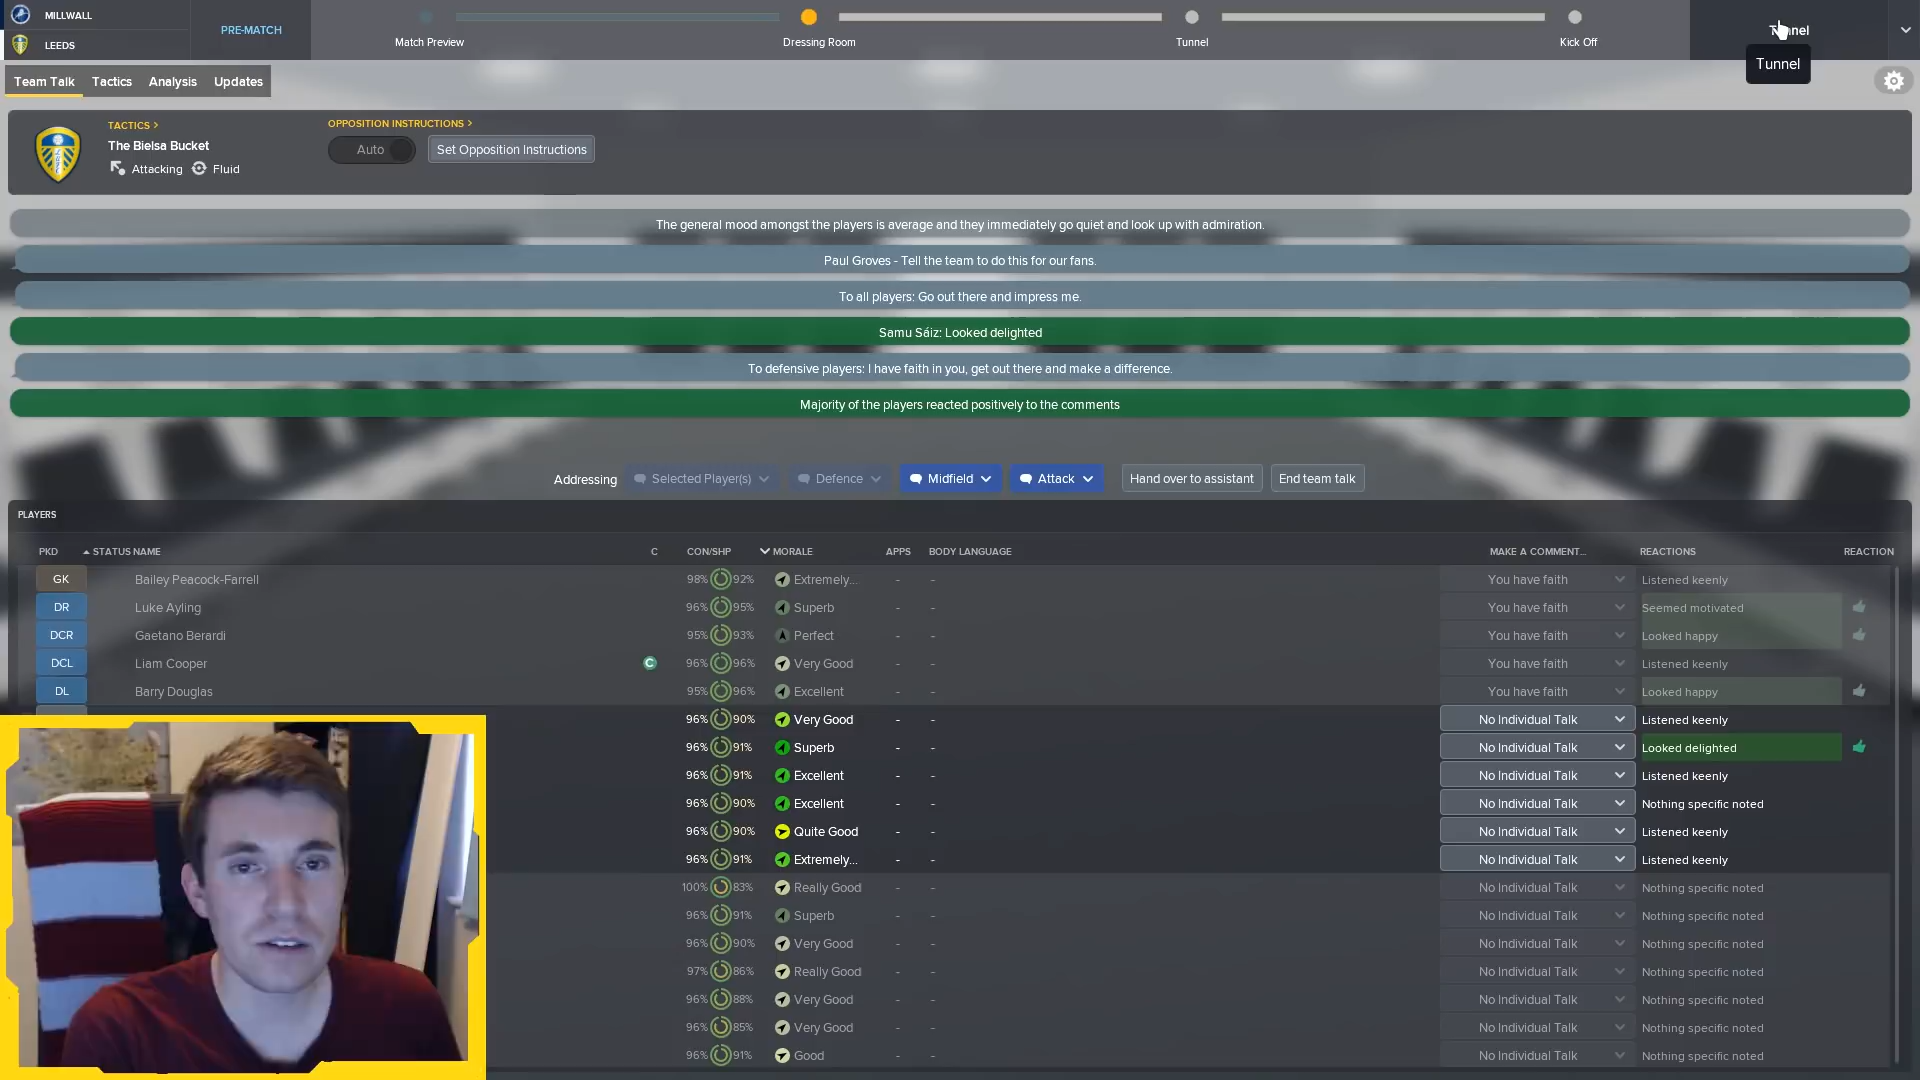 MILLWALL
LEEDS
PRE-MATCH
Match Preview
Dressing Room
Tunnel
Kick Off
Tunnel
Team Talk Tactics Analysis Updates
TACTICS >
The Bielsa Bucket
Attacking Fluid
OPPOSITION INSTRUCTIONS >
Auto Set Opposition Instructions
The general mood amongst the players is average and they immediately go quiet and look up with admiration.
Paul Groves - Tell the team to do this for our fans.
To all players: Go out there and impress me.
Samu Sáiz: Looked delighted
To defensive players: I have faith in you, get out there and make a difference.
Majority of the players reacted positively to the comments
Addressing Selected Player(s) Defence Midfield Attack Hand over to assistant End team talk
PLAYERS
PKD STATUS NAME C CON/SHP MORALE APPS BODY LANGUAGE MAKE A COMMENT... REACTIONS REACTION
GK Bailey Peacock-Farrell 98% 92% Extremely... - - You have faith Listened keenly
DR Luke Ayling 96% 95% Superb - - You have faith Seemed motivated
DCR Gaetano Berardi 95% 93% Perfect - - You have faith Looked happy
DCL Liam Cooper C 96% 96% Very Good - - You have faith Listened keenly
DL Barry Douglas 95% 96% Excellent - - You have faith Looked happy
96% 90% Very Good - - No Individual Talk Listened keenly
96% 91% Superb - - No Individual Talk Looked delighted
96% 91% Excellent - - No Individual Talk Listened keenly
96% 90% Excellent - - No Individual Talk Nothing specific noted
96% 90% Quite Good - - No Individual Talk Listened keenly
96% 91% Extremely... - - No Individual Talk Listened keenly
100% 83% Really Good - - No Individual Talk Nothing specific noted
96% 91% Superb - - No Individual Talk Nothing specific noted
96% 90% Very Good - - No Individual Talk Nothing specific noted
97% 86% Really Good - - No Individual Talk Nothing specific noted
96% 88% Very Good - - No Individual Talk Nothing specific noted
96% 85% Very Good - - No Individual Talk Nothing specific noted
96% 91% Good - - No Individual Talk Nothing specific noted